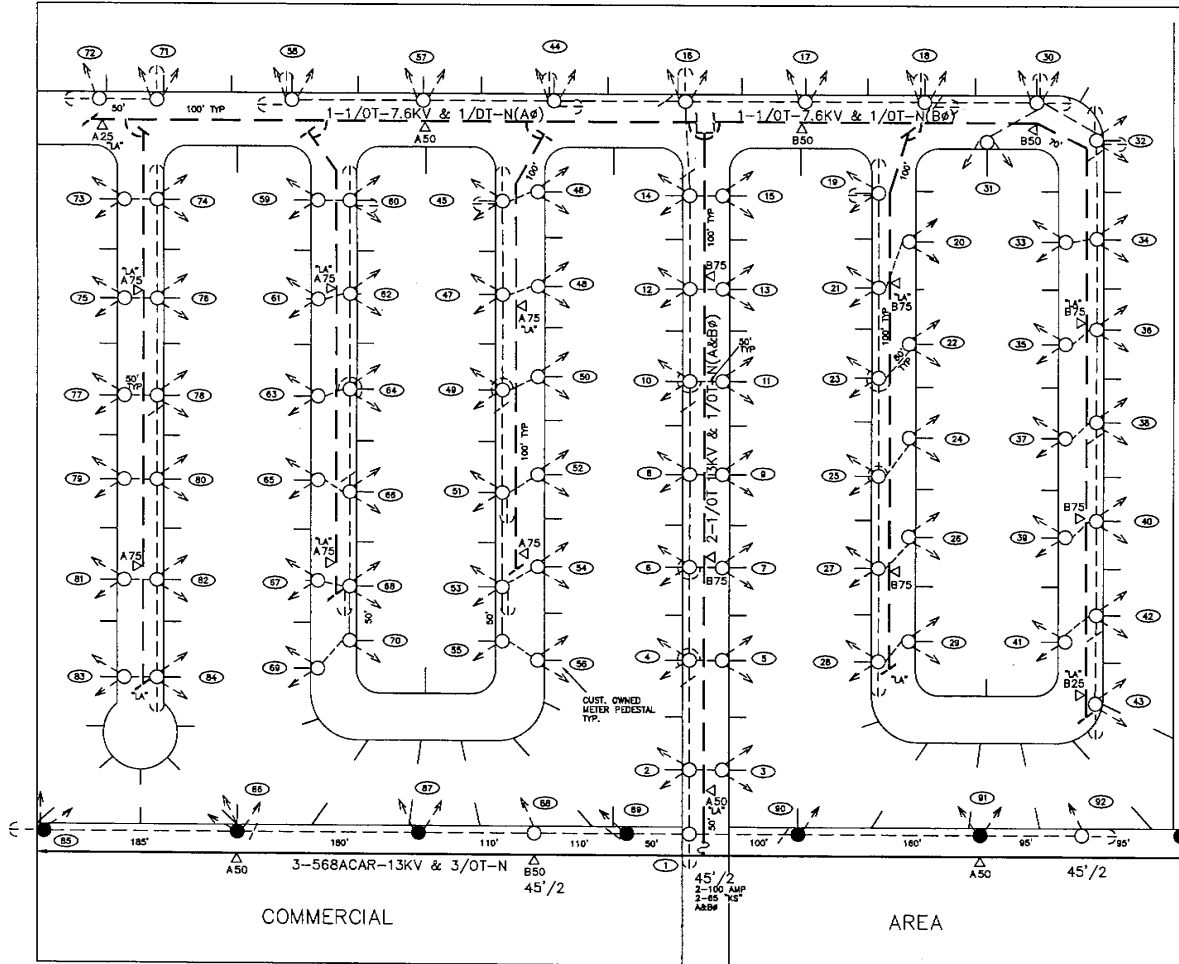 72 71 58 57 44 16 17 18 30
50' 100' TYP
1-1/0T-7.6KV & 1/DT-N(AØ)
1-1/0T-7.6KV & 1/0T-N(BØ)
A25 "LA"
A50
B50
B50
70'
32
100'
100'
31
73 74 59 60 45 46 14 15 19 20 33 34
100' TYP
"LA" A75
"LA" A75
A75 "LA"
B75
"LA" B75
"LA" B75
75 76 61 62 47 48 12 13 21 22 35 36
100' TYP
50' TYP
50' TYP
50' TYP
2-1/0T 13KV & 1/0T-N(A&BØ)
77 78 63 64 49 50 10 11 23 24 37 38
100' TYP
79 80 65 66 51 52 8 9 25 26 39 40
A75
"LA" A75
A75
B75
B75
B75
81 82 67 68 53 54 6 7 27 29 41 42
50'
50'
83 84 69 70 55 56 4 5 28 43
"LA"
"LA"
"LA" B25
CUST. OWNED
METER PEDESTAL
TYP.
2 3
A50 "LA"
50'
85 86 87 88 89 90 91 92
185' 180' 110' 110' 50' 100' 160' 95' 95'
3-568ACAR-13KV & 3/0T-N
A50
B50
45'/2
1
45'/2
2-100 AMP
2-65 "KS"
A&BØ
A50
45'/2
COMMERCIAL AREA